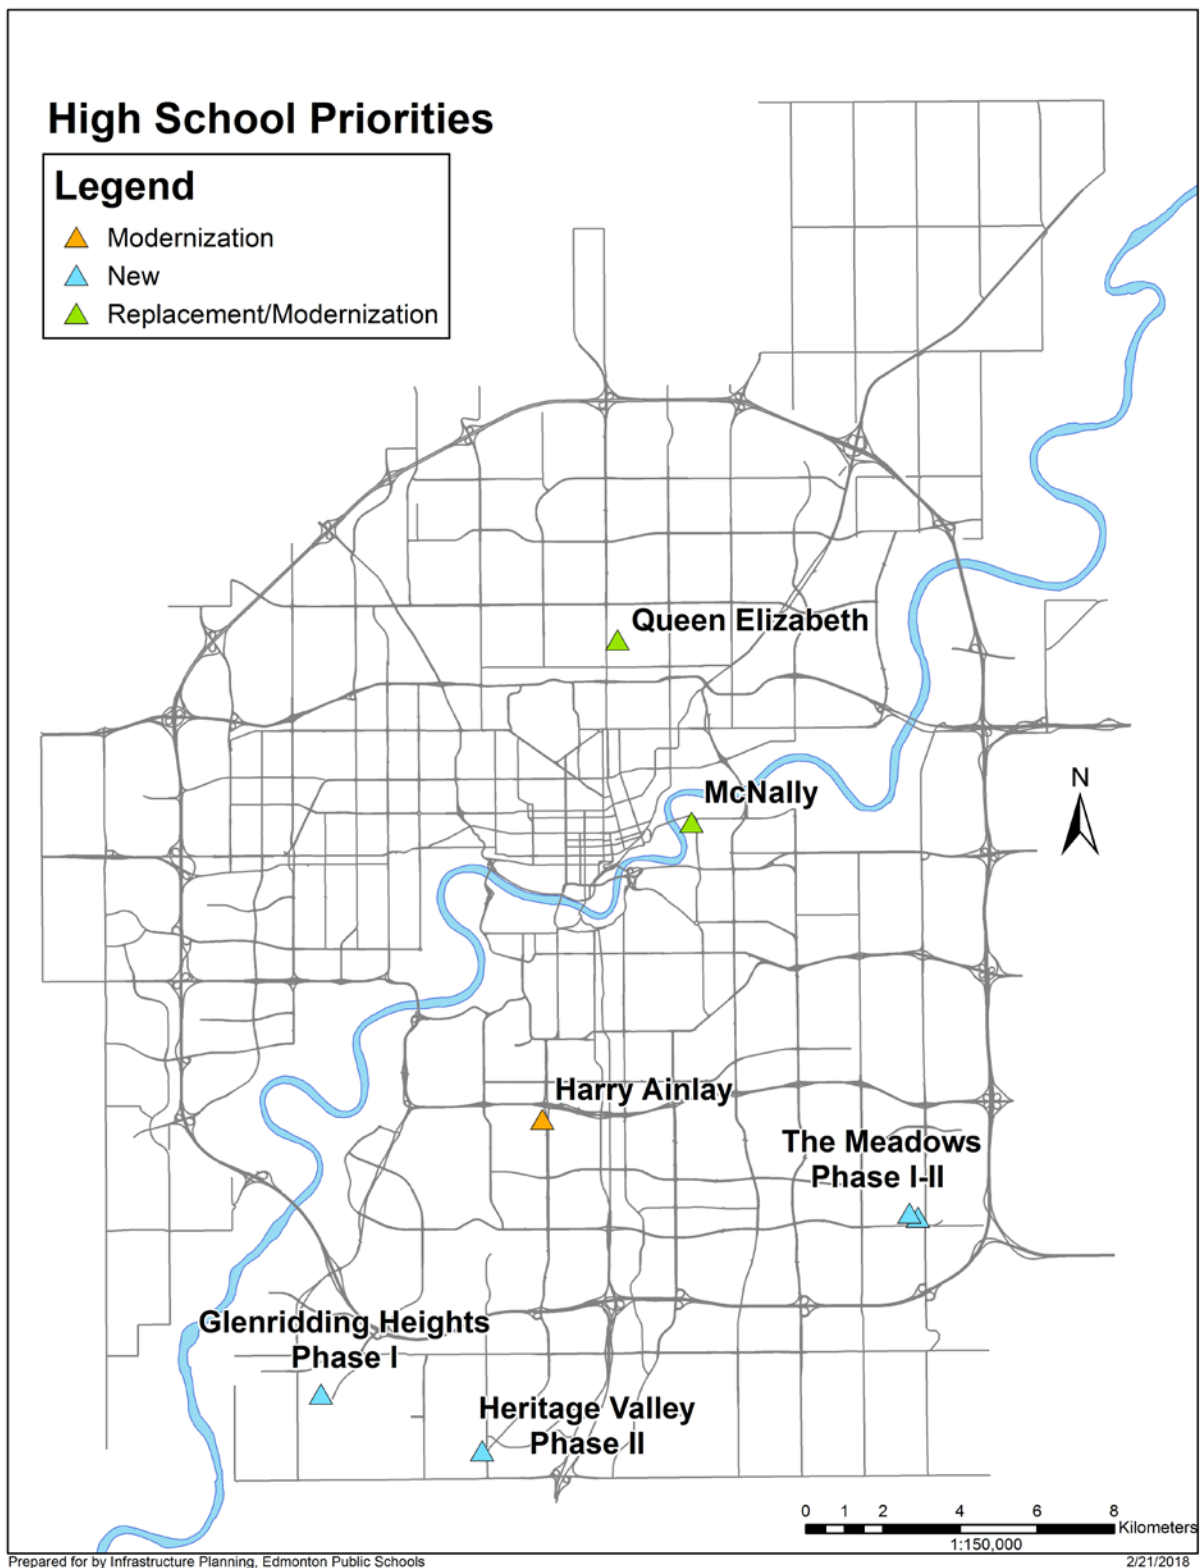 High School Priorities
Legend
Modernization
New
Replacement/Modernization
Queen Elizabeth
McNally
N
Harry Ainlay
The Meadows
Phase I-II
Glenridding Heights
Phase I
Heritage Valley
Phase II
0 1 2 4 6 8
Kilometers
1:150,000
Prepared for by Infrastructure Planning, Edmonton Public Schools
2/21/2018